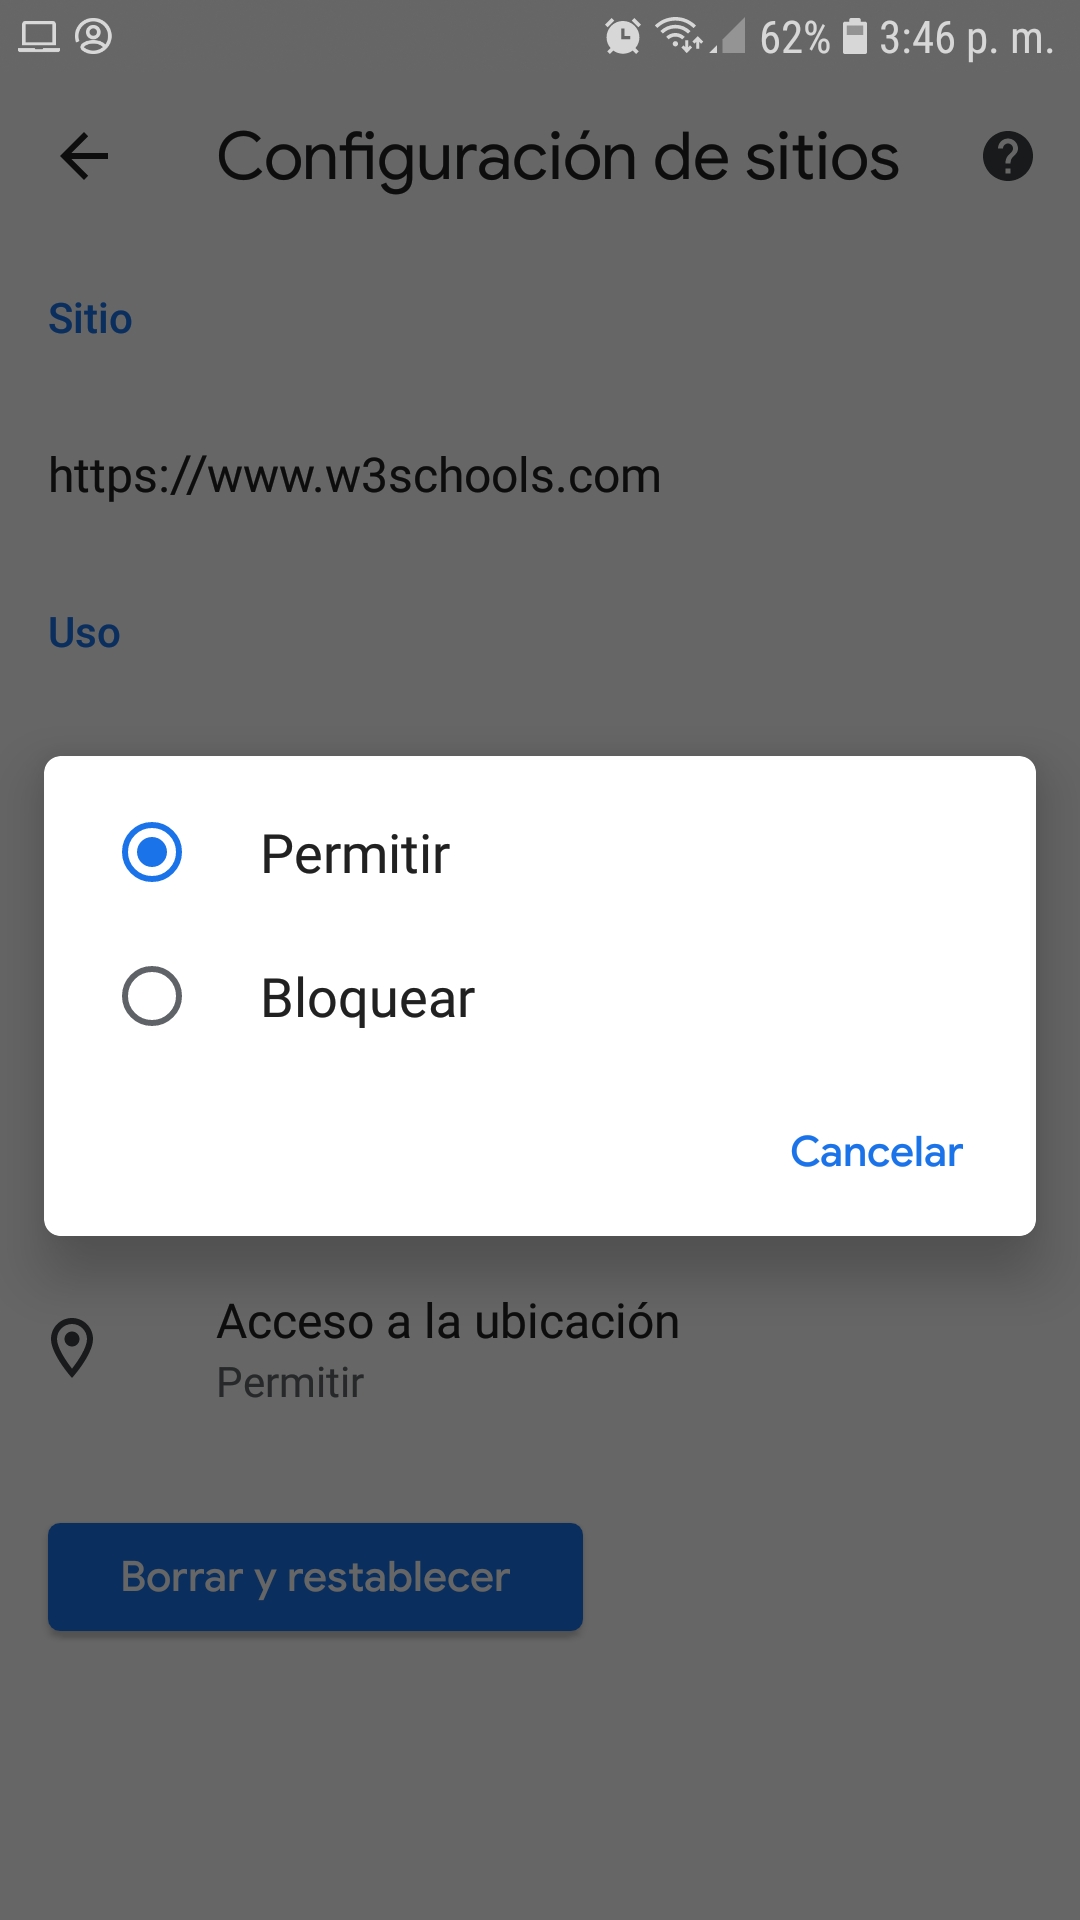 62% 3:46 p. m.
Configuración de sitios
Sitio
https://www.w3schools.com
Uso
Permitir
Bloquear
Cancelar
Acceso a la ubicación
Permitir
Borrar y restablecer